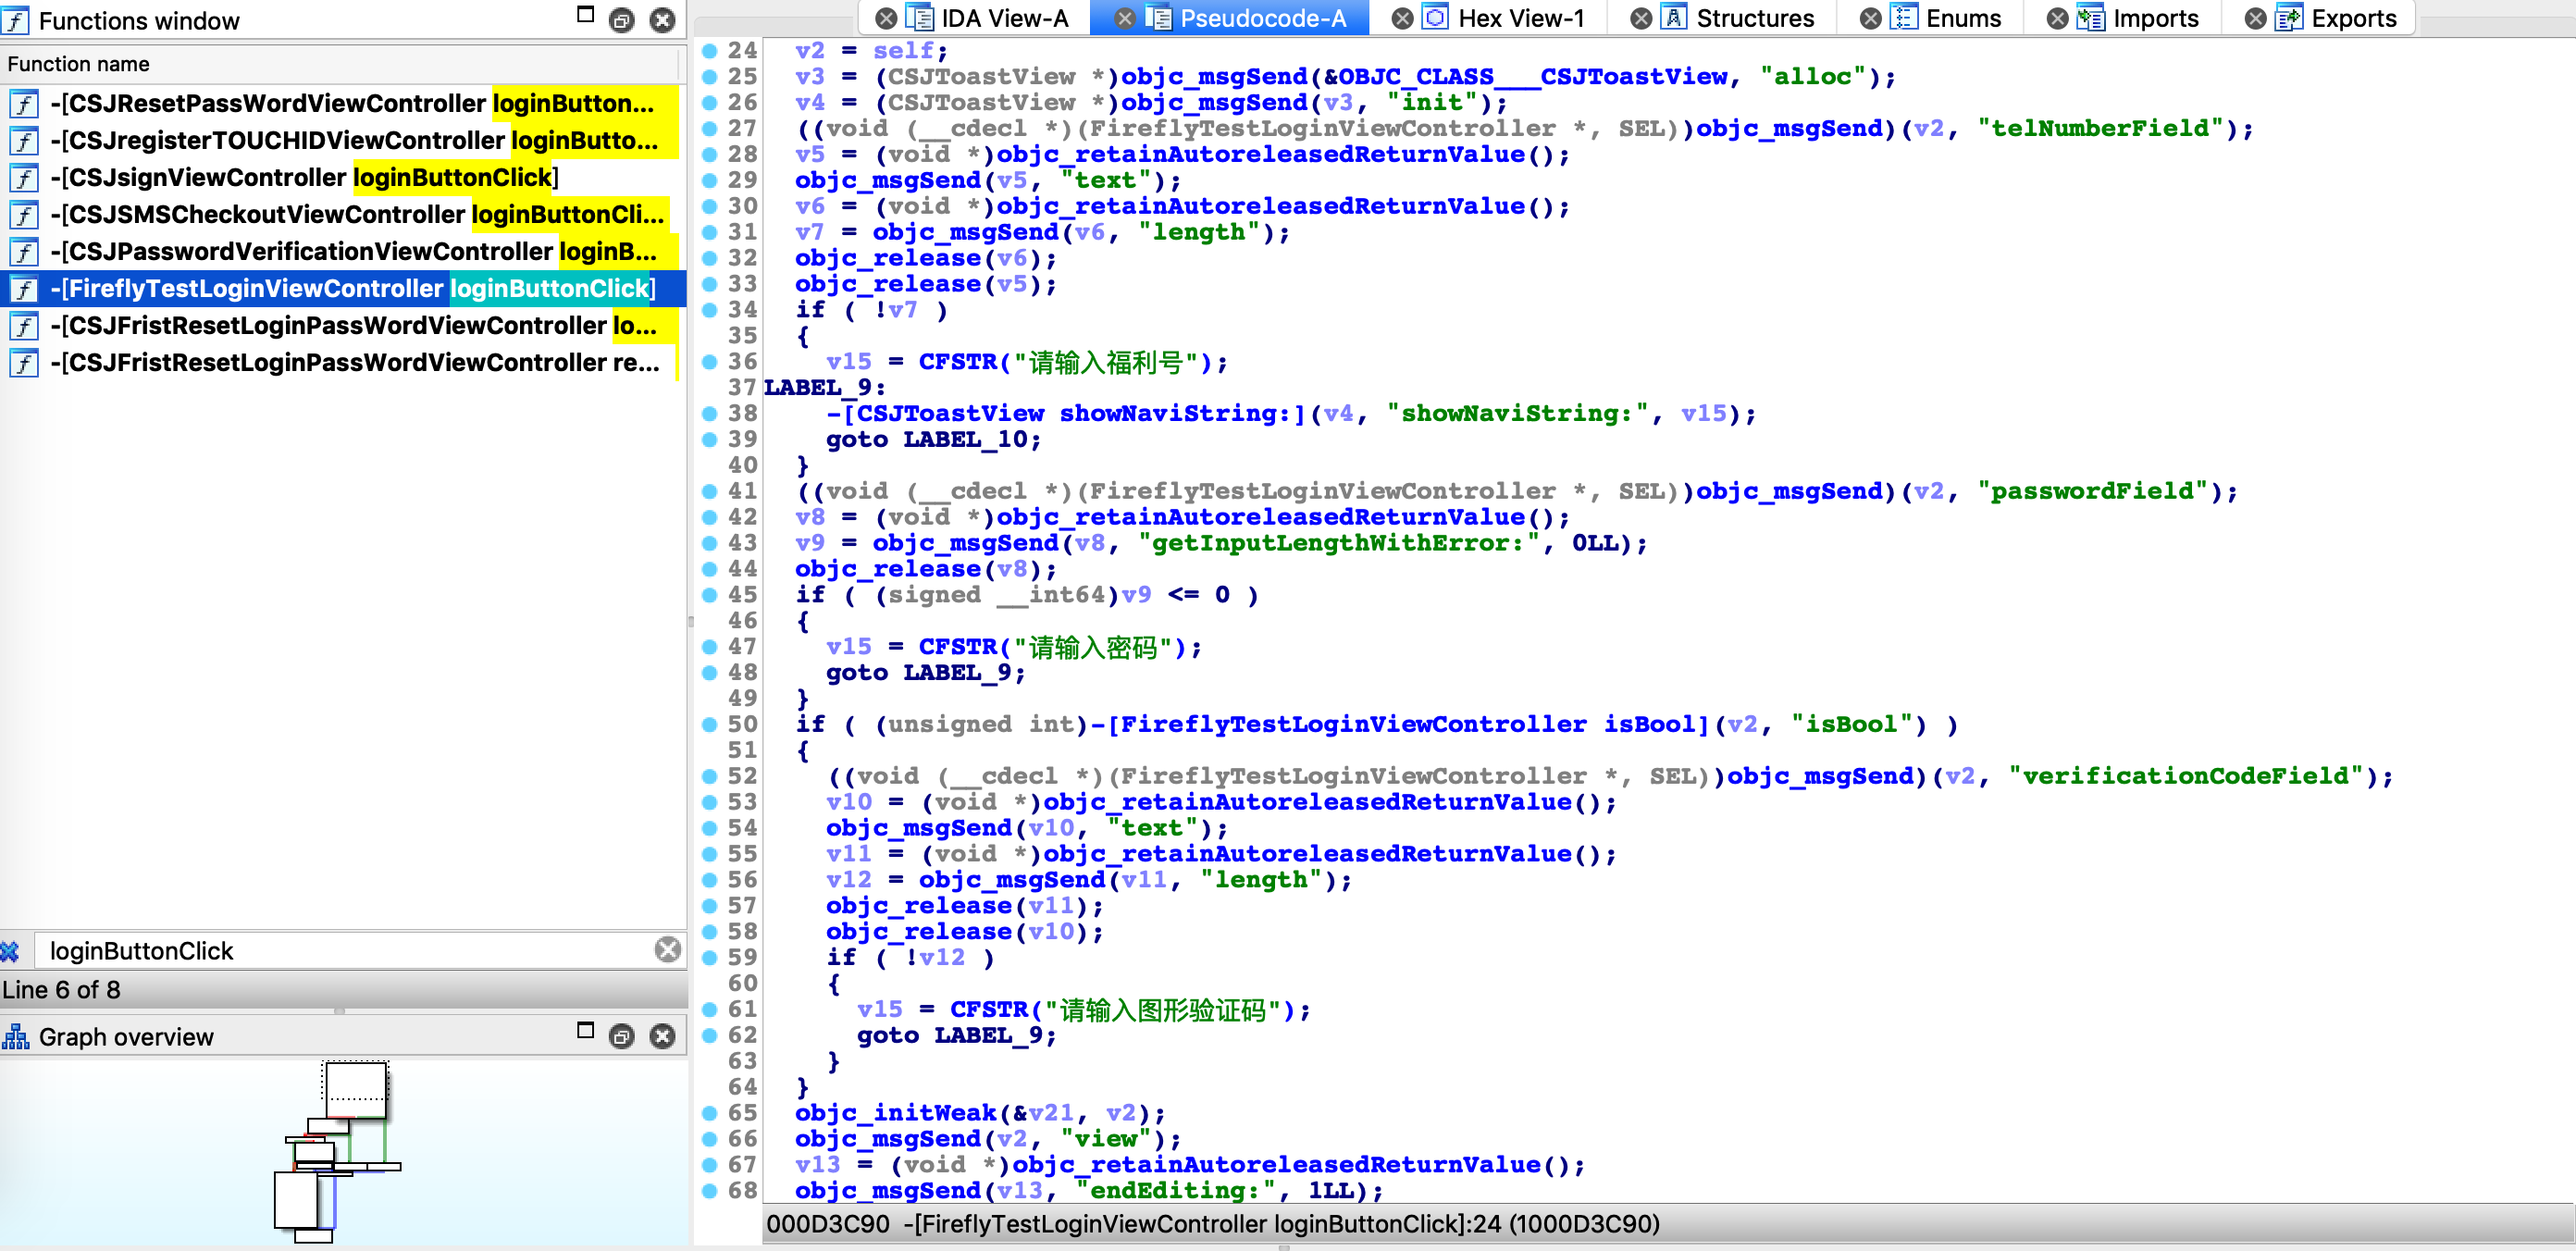 Functions window
Function name
-[CSJResetPassWordViewController loginButton...
-[CSJregisterTOUCHIDViewController loginButto...
-[CSJsignViewController loginButtonClick]
-[CSJSMSCheckoutViewController loginButtonCli...
-[CSJPasswordVerificationViewController loginB...
-[FireflyTestLoginViewController loginButtonClick]
-[CSJFristResetLoginPassWordViewController lo...
-[CSJFristResetLoginPassWordViewController re...
loginButtonClick
Line 6 of 8
Graph overview
IDA View-A
Pseudocode-A
Hex View-1
Structures
Enums
Imports
Exports
24 v2 = self;
25 v3 = (CSJToastView *)objc_msgSend(&OBJC_CLASS___CSJToastView, "alloc");
26 v4 = (CSJToastView *)objc_msgSend(v3, "init");
27 ((void (__cdecl *)(FireflyTestLoginViewController *, SEL))objc_msgSend)(v2, "telNumberField");
28 v5 = (void *)objc_retainAutoreleasedReturnValue();
29 objc_msgSend(v5, "text");
30 v6 = (void *)objc_retainAutoreleasedReturnValue();
31 v7 = objc_msgSend(v6, "length");
32 objc_release(v6);
33 objc_release(v5);
34 if ( !v7 )
35 {
36 v15 = CFSTR("请输入福利号");
37 LABEL_9:
38 -[CSJToastView showNaviString:](v4, "showNaviString:", v15);
39 goto LABEL_10;
40 }
41 ((void (__cdecl *)(FireflyTestLoginViewController *, SEL))objc_msgSend)(v2, "passwordField");
42 v8 = (void *)objc_retainAutoreleasedReturnValue();
43 v9 = objc_msgSend(v8, "getInputLengthWithError:", 0LL);
44 objc_release(v8);
45 if ( (signed __int64)v9 <= 0 )
46 {
47 v15 = CFSTR("请输入密码");
48 goto LABEL_9;
49 }
50 if ( (unsigned int)-[FireflyTestLoginViewController isBool](v2, "isBool") )
51 {
52 ((void (__cdecl *)(FireflyTestLoginViewController *, SEL))objc_msgSend)(v2, "verificationCodeField");
53 v10 = (void *)objc_retainAutoreleasedReturnValue();
54 objc_msgSend(v10, "text");
55 v11 = (void *)objc_retainAutoreleasedReturnValue();
56 v12 = objc_msgSend(v11, "length");
57 objc_release(v11);
58 objc_release(v10);
59 if ( !v12 )
60 {
61 v15 = CFSTR("请输入图形验证码");
62 goto LABEL_9;
63 }
64 }
65 objc_initWeak(&v21, v2);
66 objc_msgSend(v2, "view");
67 v13 = (void *)objc_retainAutoreleasedReturnValue();
68 objc_msgSend(v13, "endEditing:", 1LL);
000D3C90 -[FireflyTestLoginViewController loginButtonClick]:24 (1000D3C90)